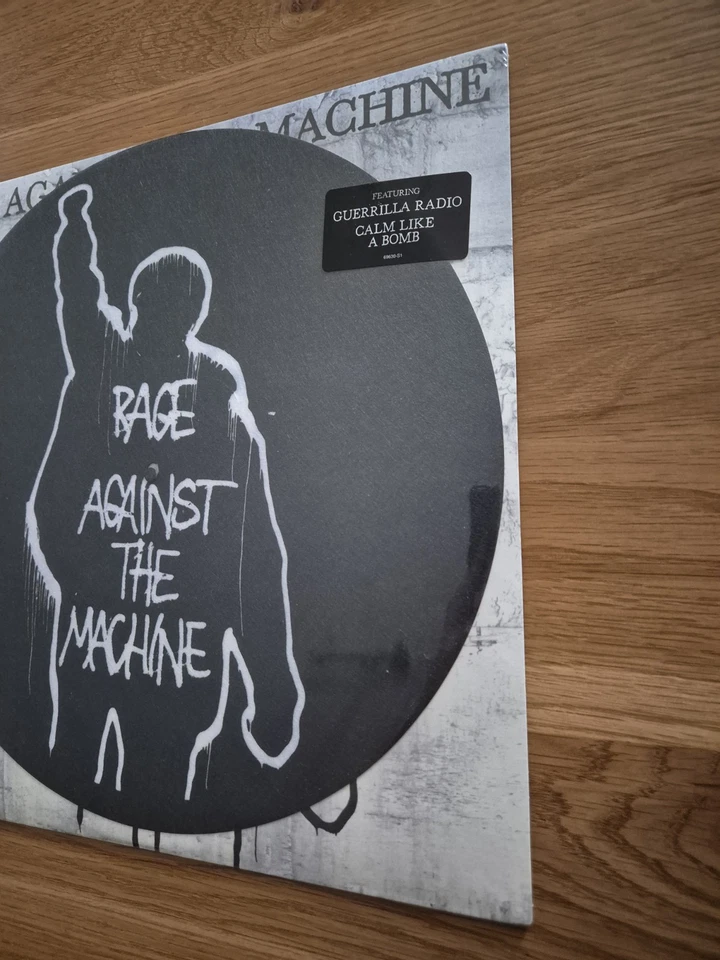 MACHINE
FEATURING
GUERRILLA RADIO
CALM LIKE
A BOMB
RAGE
AGAINST
THE
MACHINE